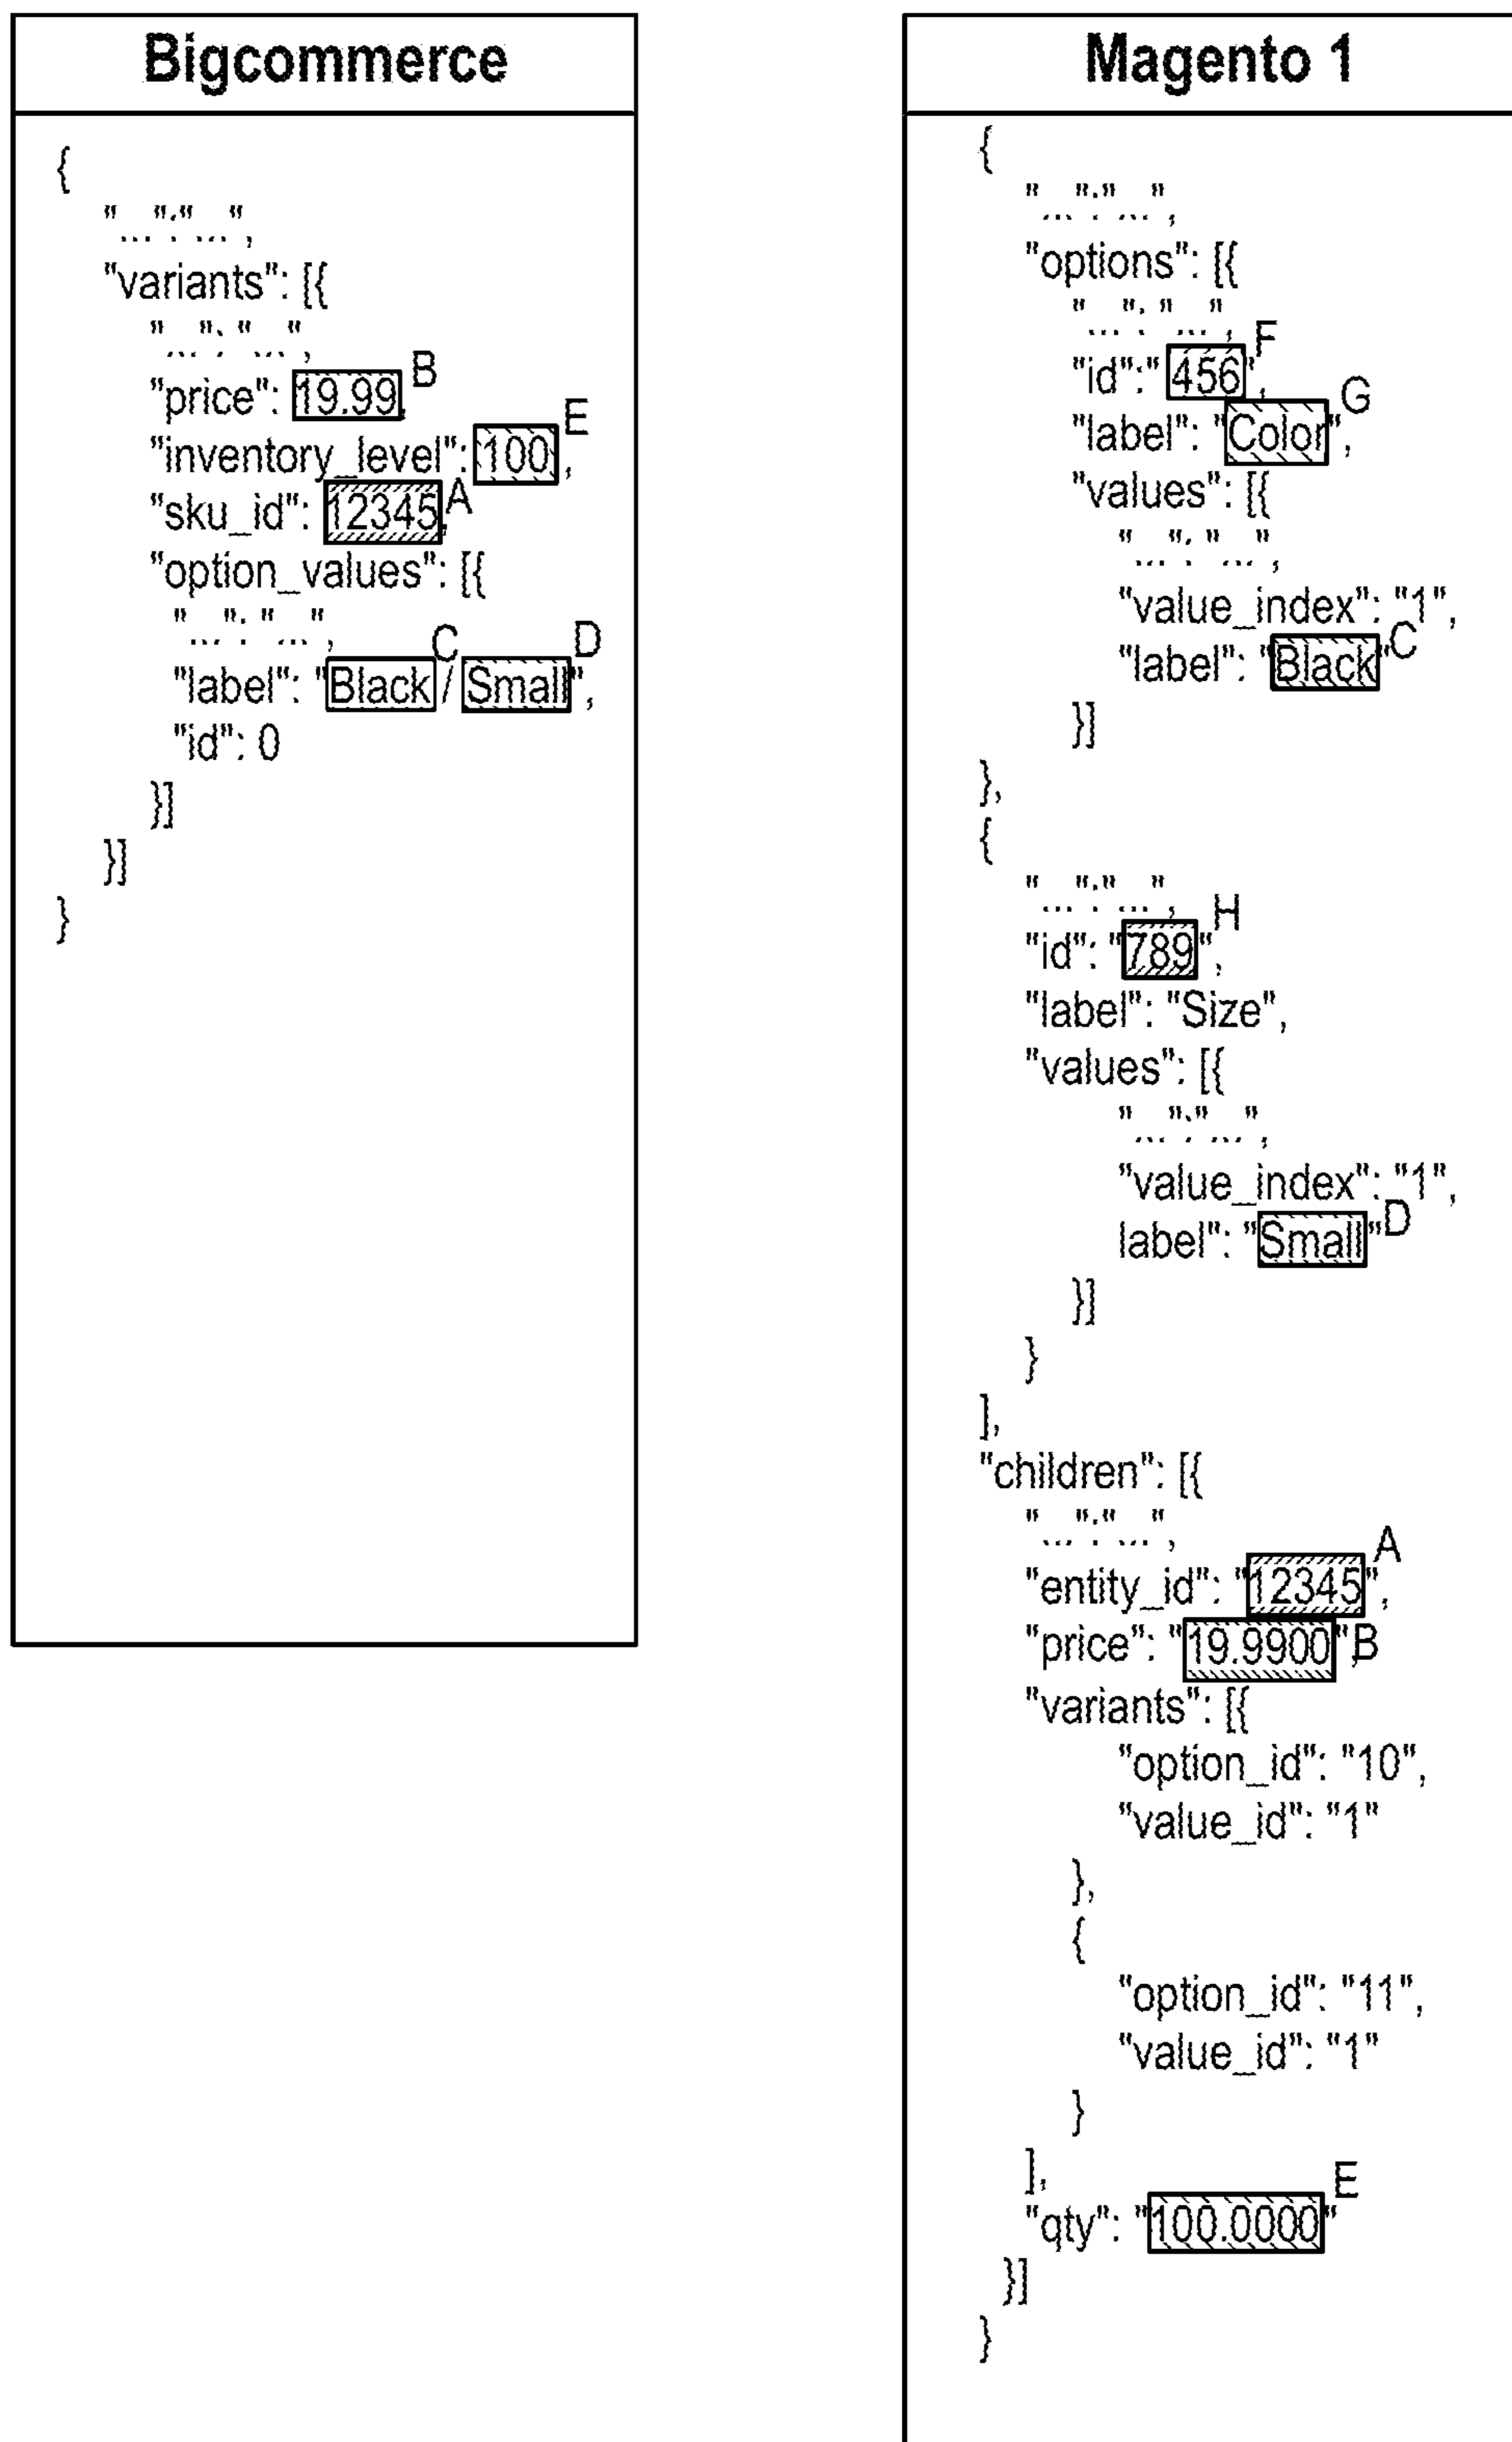 Bigcommerce
{
"...":"...",
"variants": [{
"...": "...",
"price": 19.99, B
"inventory_level": 100, E
"sku_id": 12345, A
"option_values": [{
"...": "...",
"label": "Black / Small", C D
"id": 0
}]
}]
}
Magento 1
{
"...":"...",
"options": [{
"...": "...",
"id":" 456", F
"label": "Color", G
"values": [{
"...": "...",
"value_index": "1",
"label": "Black" C
}]
},
{
"...":"...",
"id": "789", H
"label": "Size",
"values": [{
"...":"...",
"value_index": "1",
label": "Small" D
}]
}
],
"children": [{
"...":"...",
"entity_id": "12345", A
"price": "19.9900", B
"variants": [{
"option_id": "10",
"value_id": "1"
},
{
"option_id": "11",
"value_id": "1"
}
],
"qty": "100.0000" E
}]
}